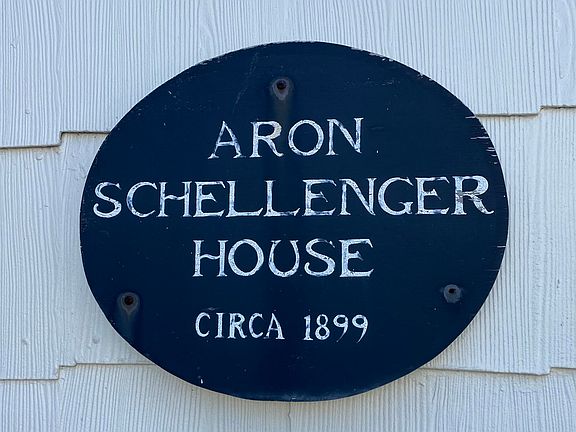 ARON
SCHELLENGER
HOUSE
CIRCA 1899